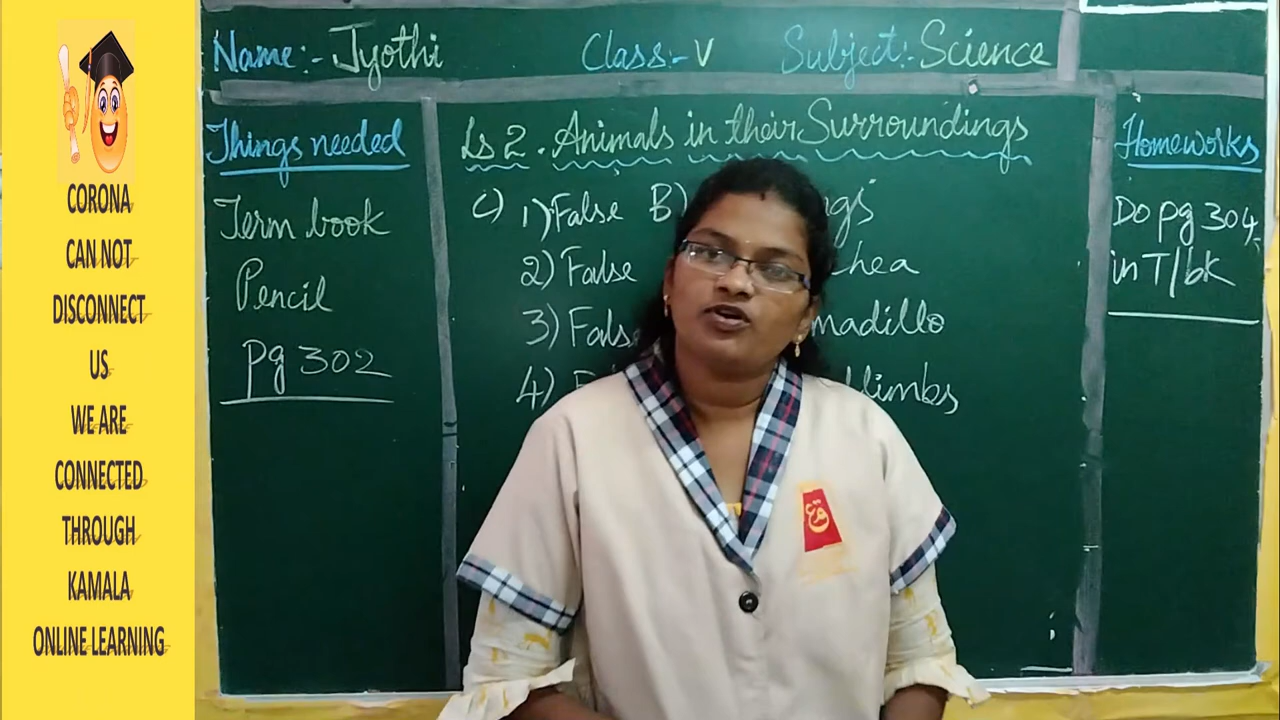 CORONA
CAN NOT
DISCONNECT
US
WE ARE
CONNECTED
THROUGH
KAMALA
ONLINE LEARNING
Name:- Jyothi Class:- V Subject:- Science
Things needed
Term book
Pencil
Pg 302
Ls 2. Animals in their Surroundings
C) 1) False B)
2) False
3) False
4)
limbs
Homeworks
Do pg 304,
in T/bk